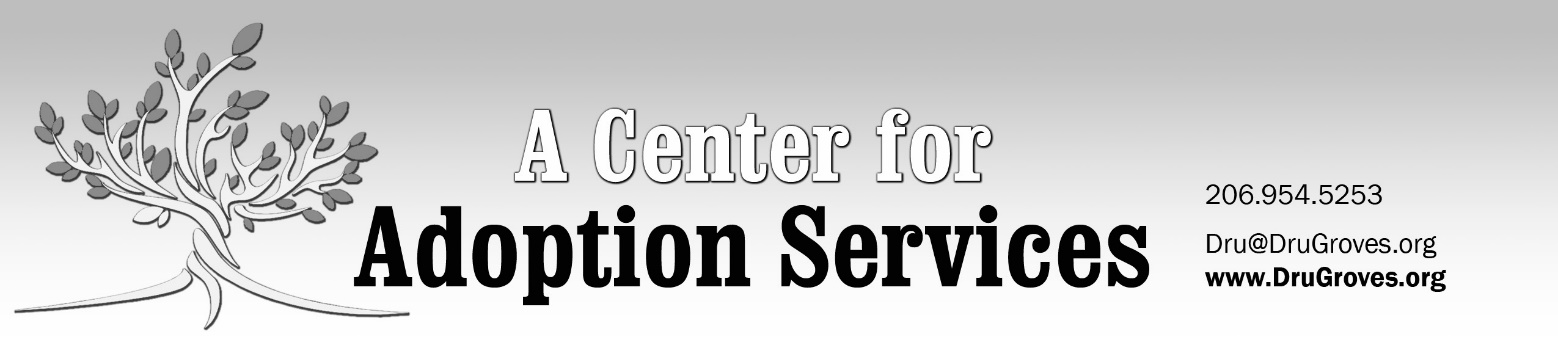 A Center for
Adoption Services
206.954.5253
Dru@DruGroves.org
www.DruGroves.org